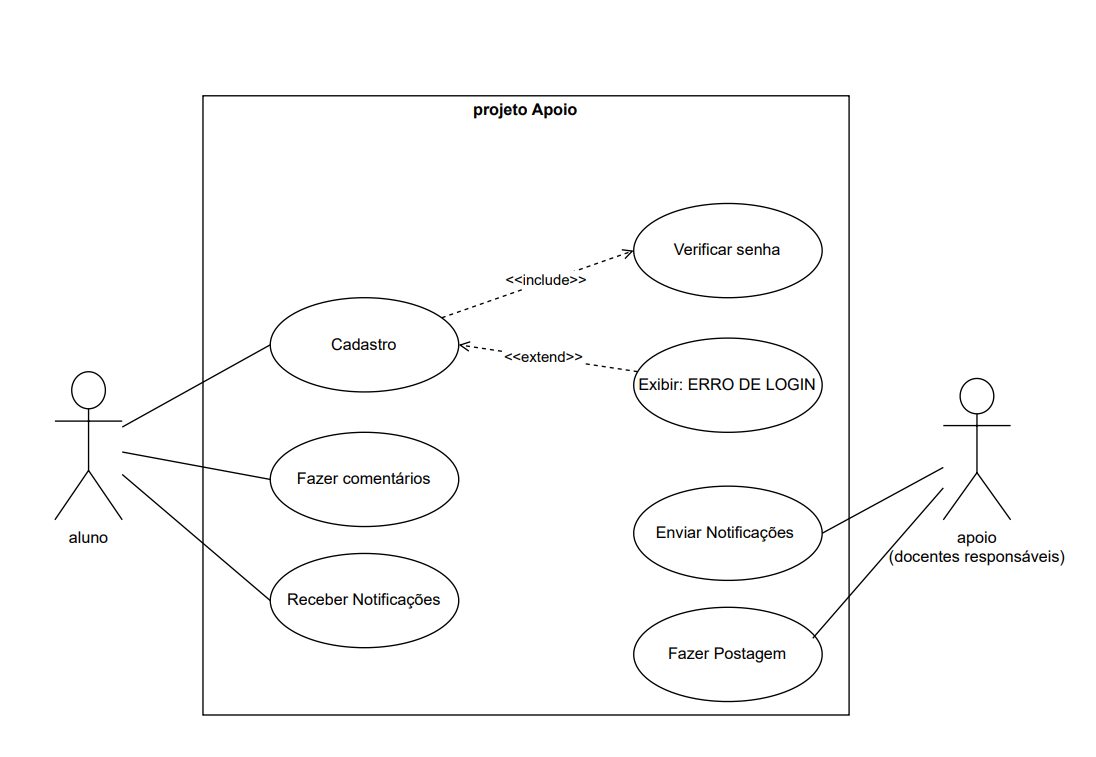 projeto Apoio
Verificar senha
<<include>>
Cadastro
<<extend>>
Exibir: ERRO DE LOGIN
Fazer comentários
aluno
Enviar Notificações
apoio
(docentes responsáveis)
Receber Notificações
Fazer Postagem